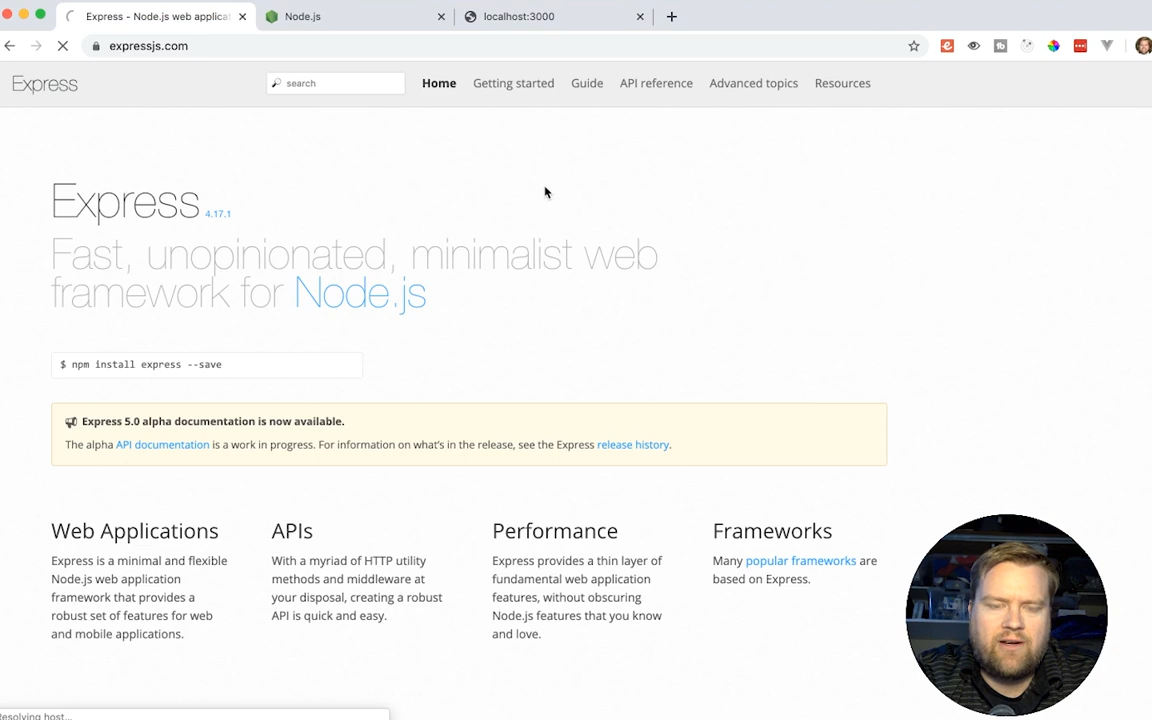 Express - Node.js web applicat
Node.js
localhost:3000
expressjs.com
Express
search
Home
Getting started
Guide
API reference
Advanced topics
Resources
Express 4.17.1
Fast, unopinionated, minimalist web
framework for Node.js
$ npm install express --save
Express 5.0 alpha documentation is now available.
The alpha API documentation is a work in progress. For information on what's in the release, see the Express release history.
Web Applications
Express is a minimal and flexible
Node.js web application
framework that provides a
robust set of features for web
and mobile applications.
APIs
With a myriad of HTTP utility
methods and middleware at
your disposal, creating a robust
API is quick and easy.
Performance
Express provides a thin layer of
fundamental web application
features, without obscuring
Node.js features that you know
and love.
Frameworks
Many popular frameworks are
based on Express.
Resolving host...